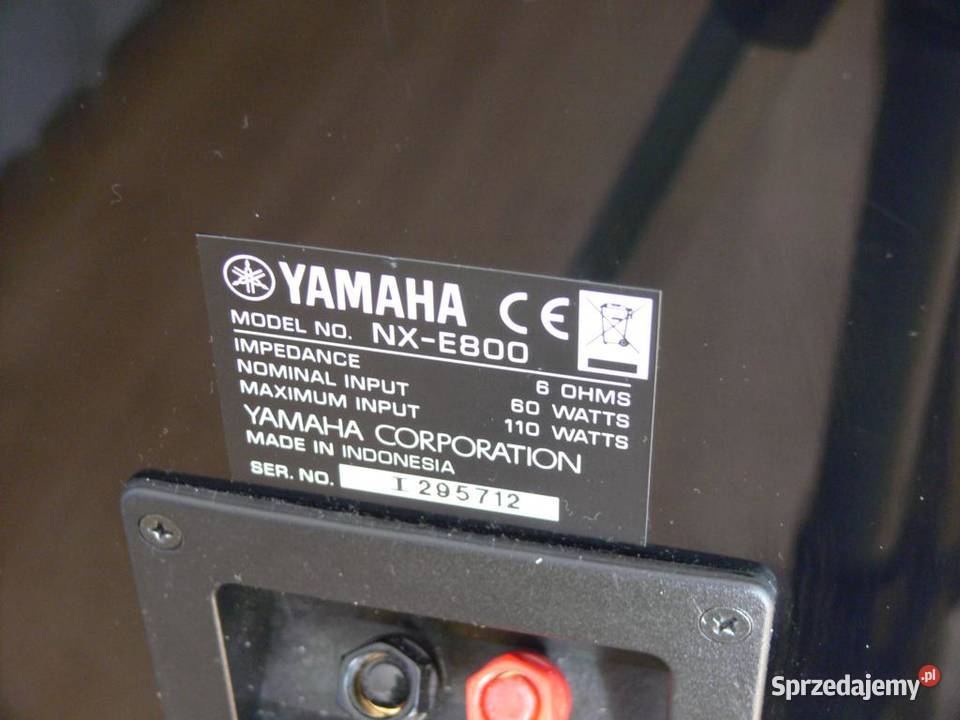 YAMAHA CE
MODEL NO. NX-E800
IMPEDANCE 6 OHMS
NOMINAL INPUT 60 WATTS
MAXIMUM INPUT 110 WATTS
YAMAHA CORPORATION
MADE IN INDONESIA
SER. NO. I 295712
Sprzedajemy.pl